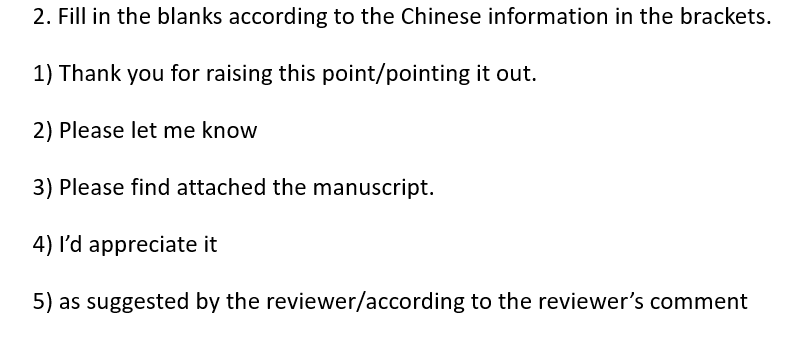 2. Fill in the blanks according to the Chinese information in the brackets.
1) Thank you for raising this point/pointing it out.
2) Please let me know
3) Please find attached the manuscript.
4) I’d appreciate it
5) as suggested by the reviewer/according to the reviewer’s comment